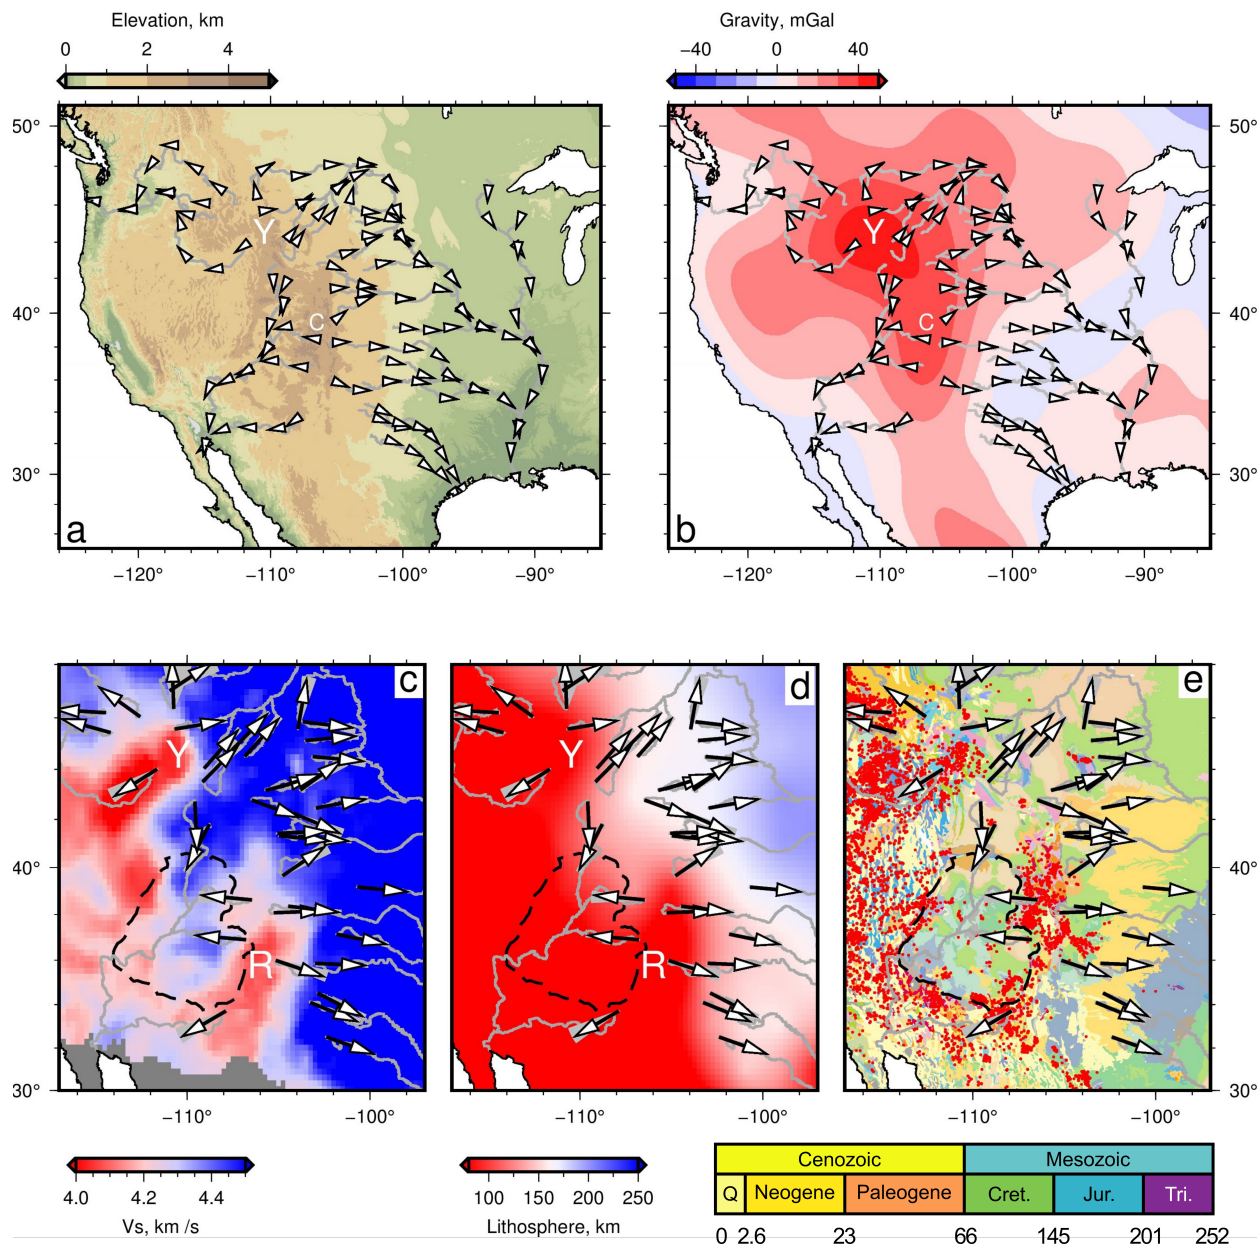 Elevation, km
0 2 4
Gravity, mGal
−40 0 40
50°
40°
30°
Y
C
a
−120° −110° −100° −90°
Y
C
b
50°
40°
30°
−120° −110° −100° −90°
40°
30°
Y
R
c
−110° −100°
Y
R
d
−110° −100°
e
40°
30°
−110° −100°
4.0 4.2 4.4
Vs, km /s
100 150 200 250
Lithosphere, km
Cenozoic Mesozoic
Q Neogene Paleogene Cret. Jur. Tri.
0 2.6 23 66 145 201 252